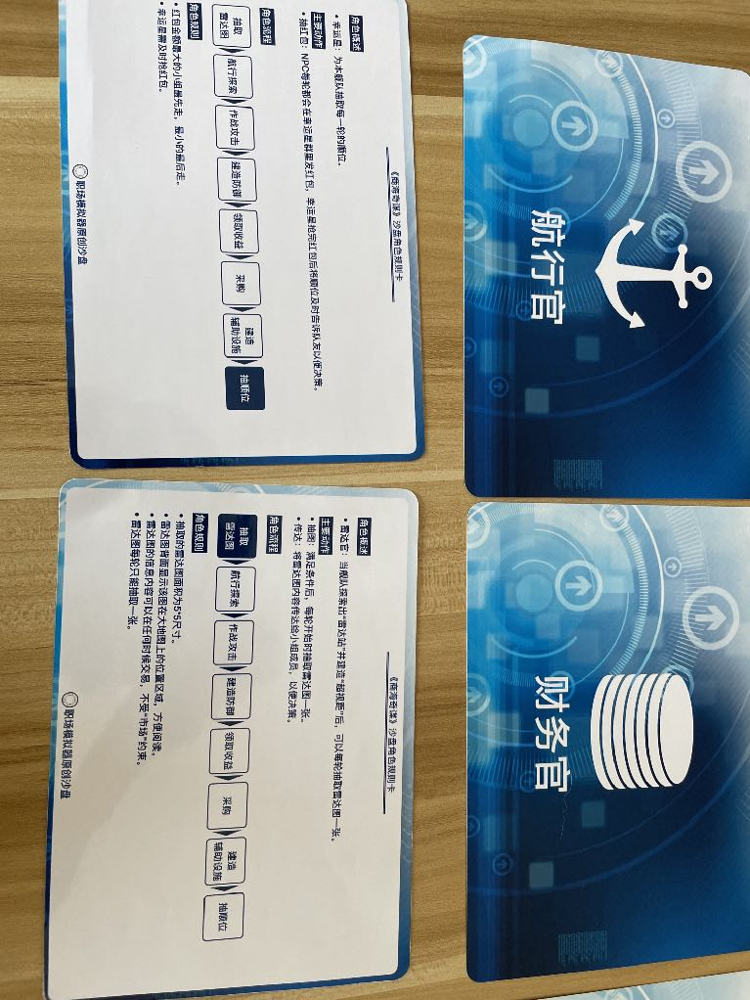 《商海奇谋》沙盘角色规则卡
角色概述
• 幸运星：为本舰队抽取每一轮的顺位。
主要动作
• 抽红包：NPC每轮都会在幸运星群里发红包，幸运星抢完红包后将顺位及时告诉队友以便决策。
角色流程
抽取雷达图 航行探索 作战攻击 建造防御 领取收益 采购 建造辅助设施 抽顺位
角色规则
• 红包金额最大的小组最先走，最小的最后走。
• 幸运星需及时抢红包。
职场模拟器原创沙盘
航行官
《商海奇谋》沙盘角色规则卡
角色概述
• 雷达官：当舰队探索出“雷达站”并建造“超视距”后，可以每轮抽取雷达图一张。
主要动作
• 抽图：满足条件后，每轮开始时抽取雷达图一张。
• 传达：将雷达图内容传达给小组成员，以便决策。
角色流程
抽取雷达图 航行探索 作战攻击 建造防御 领取收益 采购 建造辅助设施 抽顺位
角色规则
• 抽取的雷达图面积为5*5尺寸。
• 雷达图背面显示该图在大地图上的位置区域，方便阅读。
• 雷达图的信息内容可以在任何时候交易，不受“市场”约束。
• 雷达图每轮只能抽取一张。
职场模拟器原创沙盘
财务官